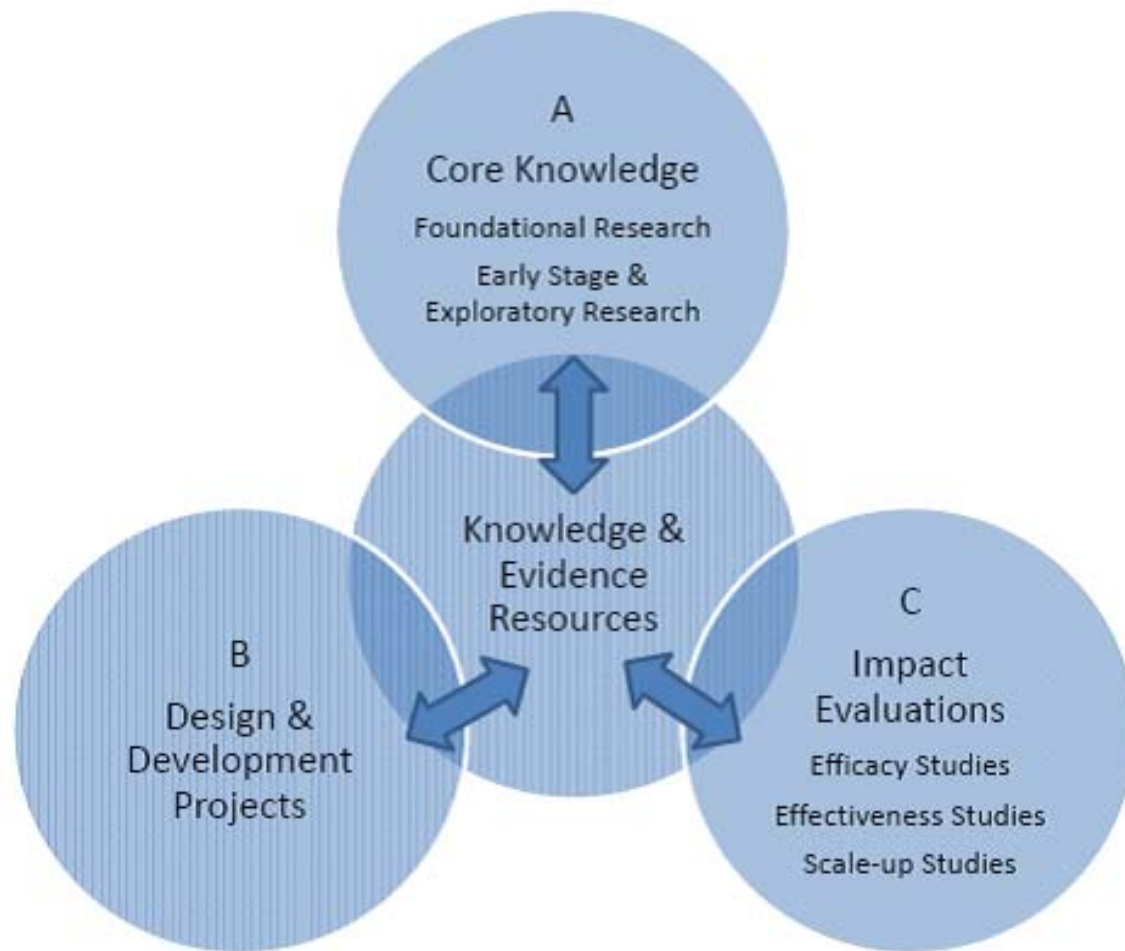 A
Core Knowledge
Foundational Research
Early Stage &
Exploratory Research
Knowledge &
Evidence
Resources
B
Design &
Development
Projects
C
Impact
Evaluations
Efficacy Studies
Effectiveness Studies
Scale-up Studies